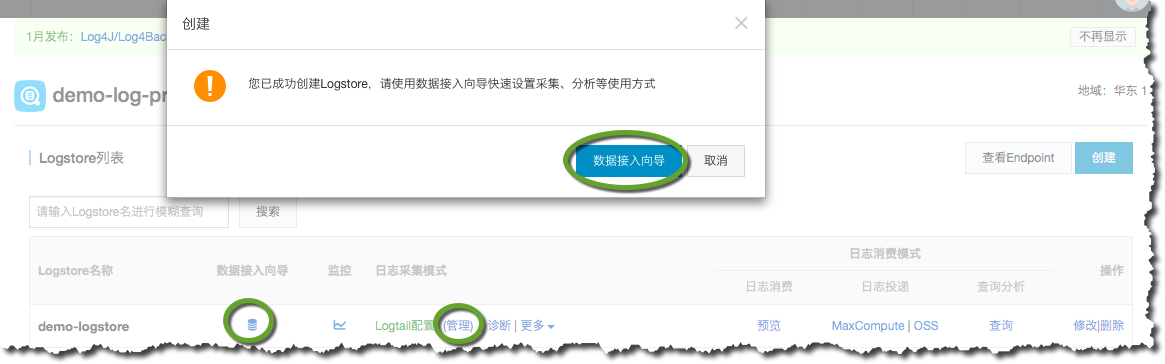 创建
1月发布：Log4J/Log4Bac
不再显示
您已成功创建Logstore，请使用数据接入向导快速设置采集、分析等使用方式
demo-log-pr
地域：华东 1
数据接入向导 取消
Logstore列表
查看Endpoint 创建
请输入Logstore名进行模糊查询 搜索
日志消费模式
Logstore名称 数据接入向导 监控 日志采集模式 操作
日志消费 日志投递 查询分析
demo-logstore Logtail配置 (管理) 诊断 | 更多 预览 MaxCompute | OSS 查询 修改|删除